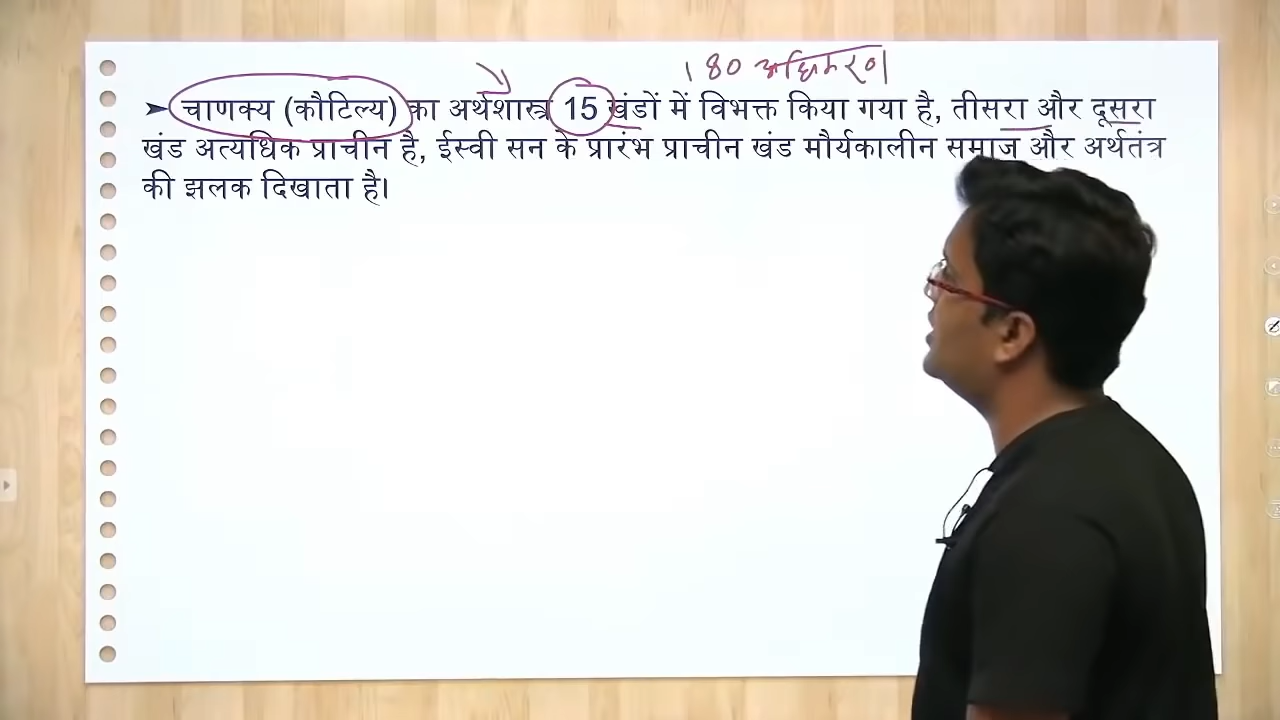 180 अधिकरण
➤ चाणक्य (कौटिल्य) का अर्थशास्त्र 15 खंडों में विभक्त किया गया है, तीसरा और दूसरा
खंड अत्यधिक प्राचीन है, ईस्वी सन के प्रारंभ प्राचीन खंड मौर्यकालीन समाज और अर्थतंत्र
की झलक दिखाता है।